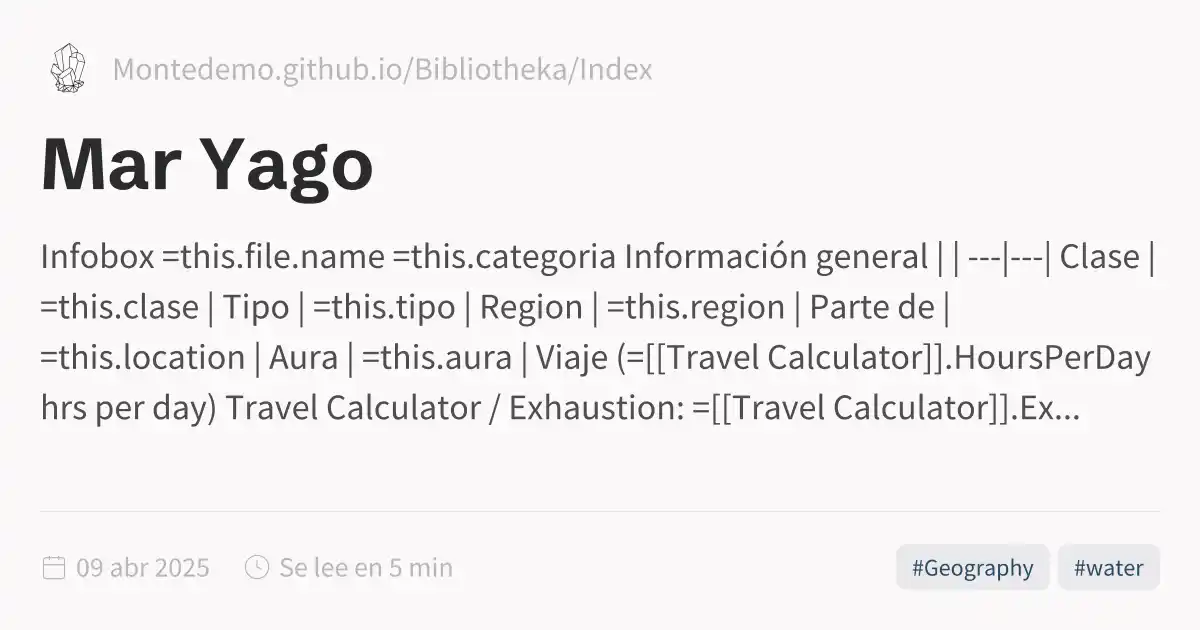 Montedemo.github.io/Bibliotheka/Index
Mar Yago
Infobox =this.file.name =this.categoria Información general | | ---|---| Clase |
=this.clase | Tipo | =this.tipo | Region | =this.region | Parte de |
=this.location | Aura | =this.aura | Viaje (=[[Travel Calculator]].HoursPerDay
hrs per day) Travel Calculator / Exhaustion: =[[Travel Calculator]].Ex...
09 abr 2025 Se lee en 5 min #Geography #water